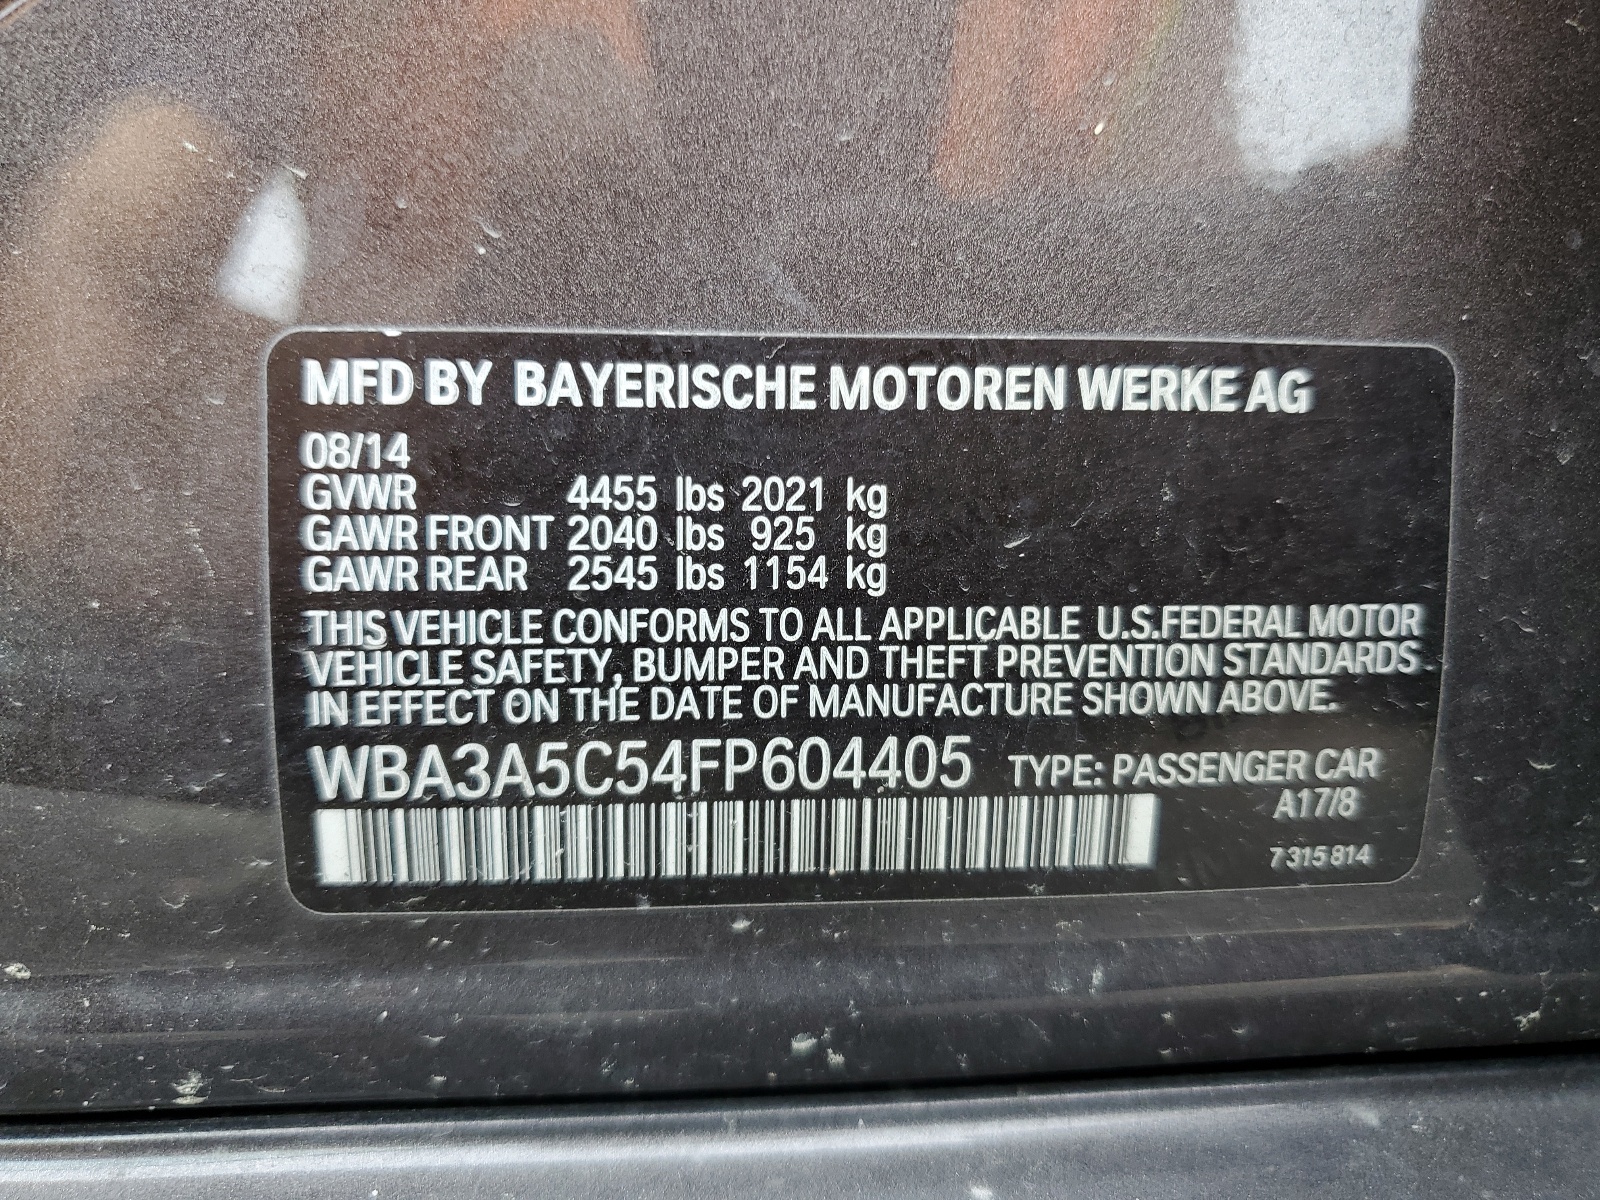 MFD BY BAYERISCHE MOTOREN WERKE AG
08/14
GVWR 4455 lbs 2021 kg
GAWR FRONT 2040 lbs 925 kg
GAWR REAR 2545 lbs 1154 kg
THIS VEHICLE CONFORMS TO ALL APPLICABLE U.S.FEDERAL MOTOR
VEHICLE SAFETY, BUMPER AND THEFT PREVENTION STANDARDS
IN EFFECT ON THE DATE OF MANUFACTURE SHOWN ABOVE.
WBA3A5C54FP604405 TYPE: PASSENGER CAR
A17/8
7 315 814